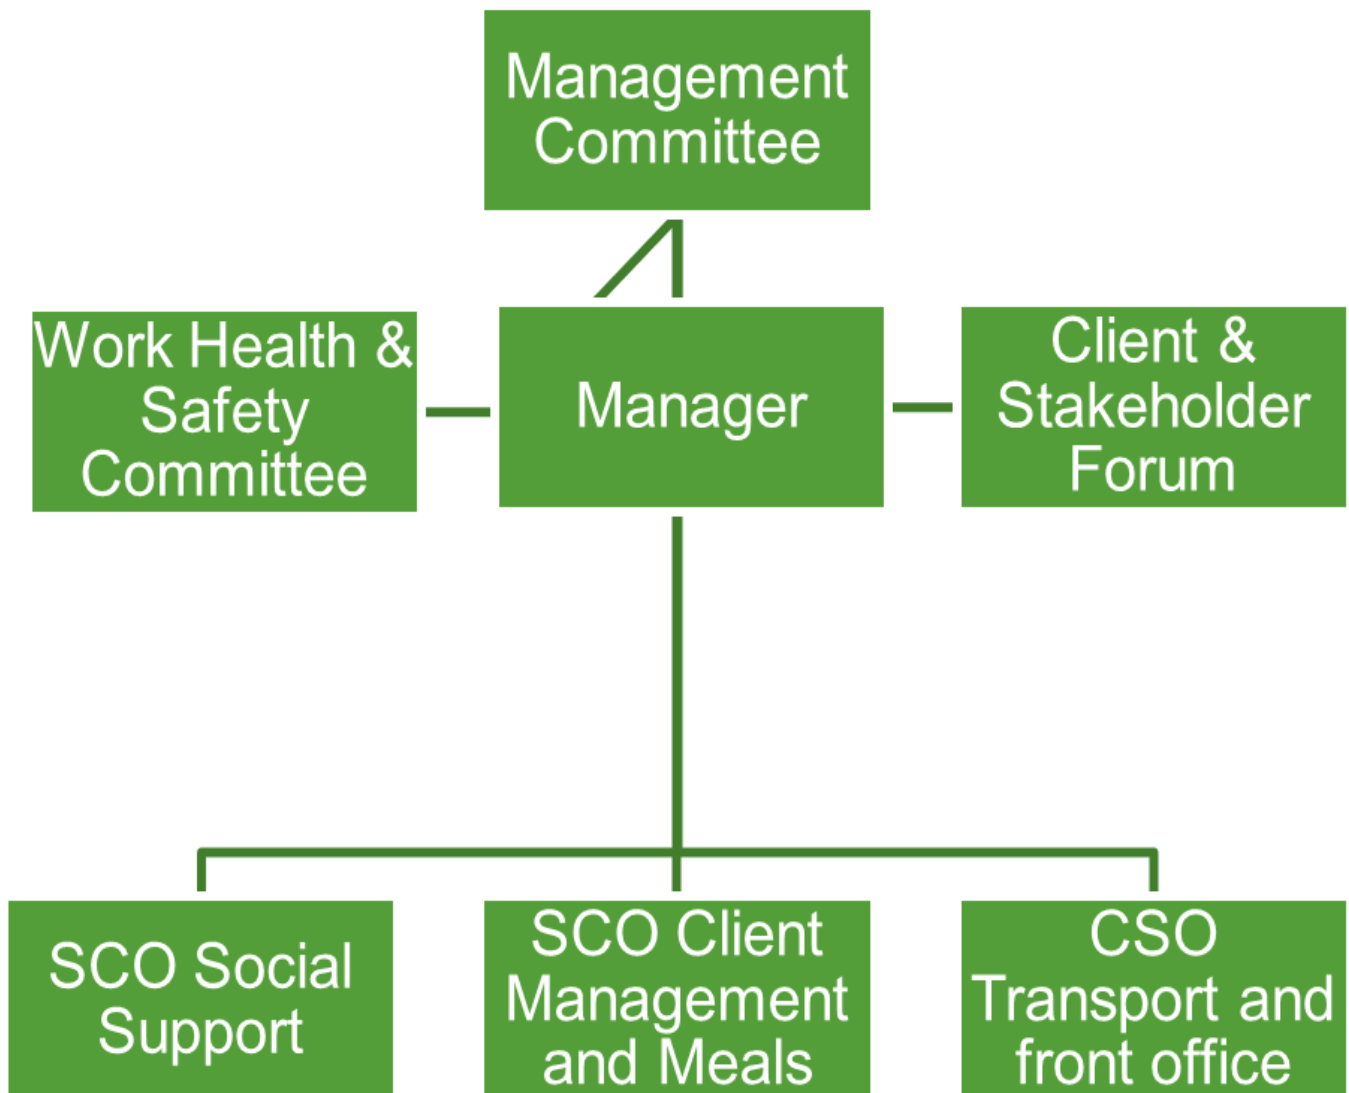 Management
Committee
Work Health &
Safety
Committee
Manager
Client &
Stakeholder
Forum
SCO Social
Support
SCO Client
Management
and Meals
CSO
Transport and
front office